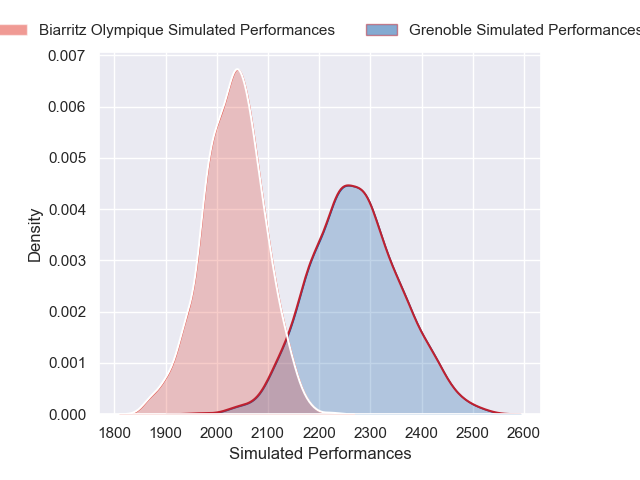 Biarritz Olympique Simulated Performances Grenoble Simulated Performances
0.007
0.006
0.005
0.004
0.003
0.002
0.001
0.000
Density
1800 1900 2000 2100 2200 2300 2400 2500 2600
Simulated Performances